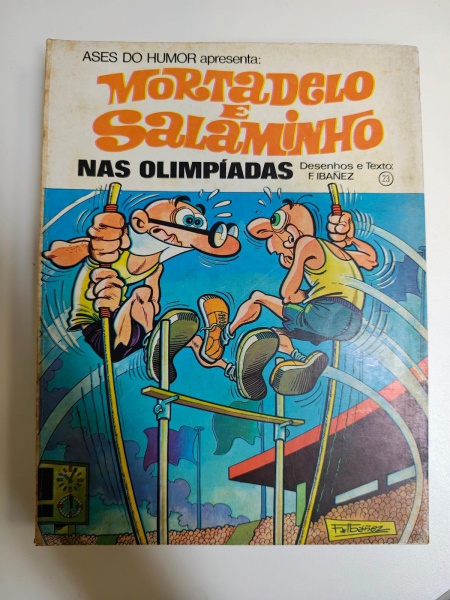 ASES DO HUMOR apresenta:
MORTADELO
E
SALAMINHO
NAS OLIMPÍADAS
Desenhos e Texto:
F. IBAÑEZ
23
F. Ibáñez